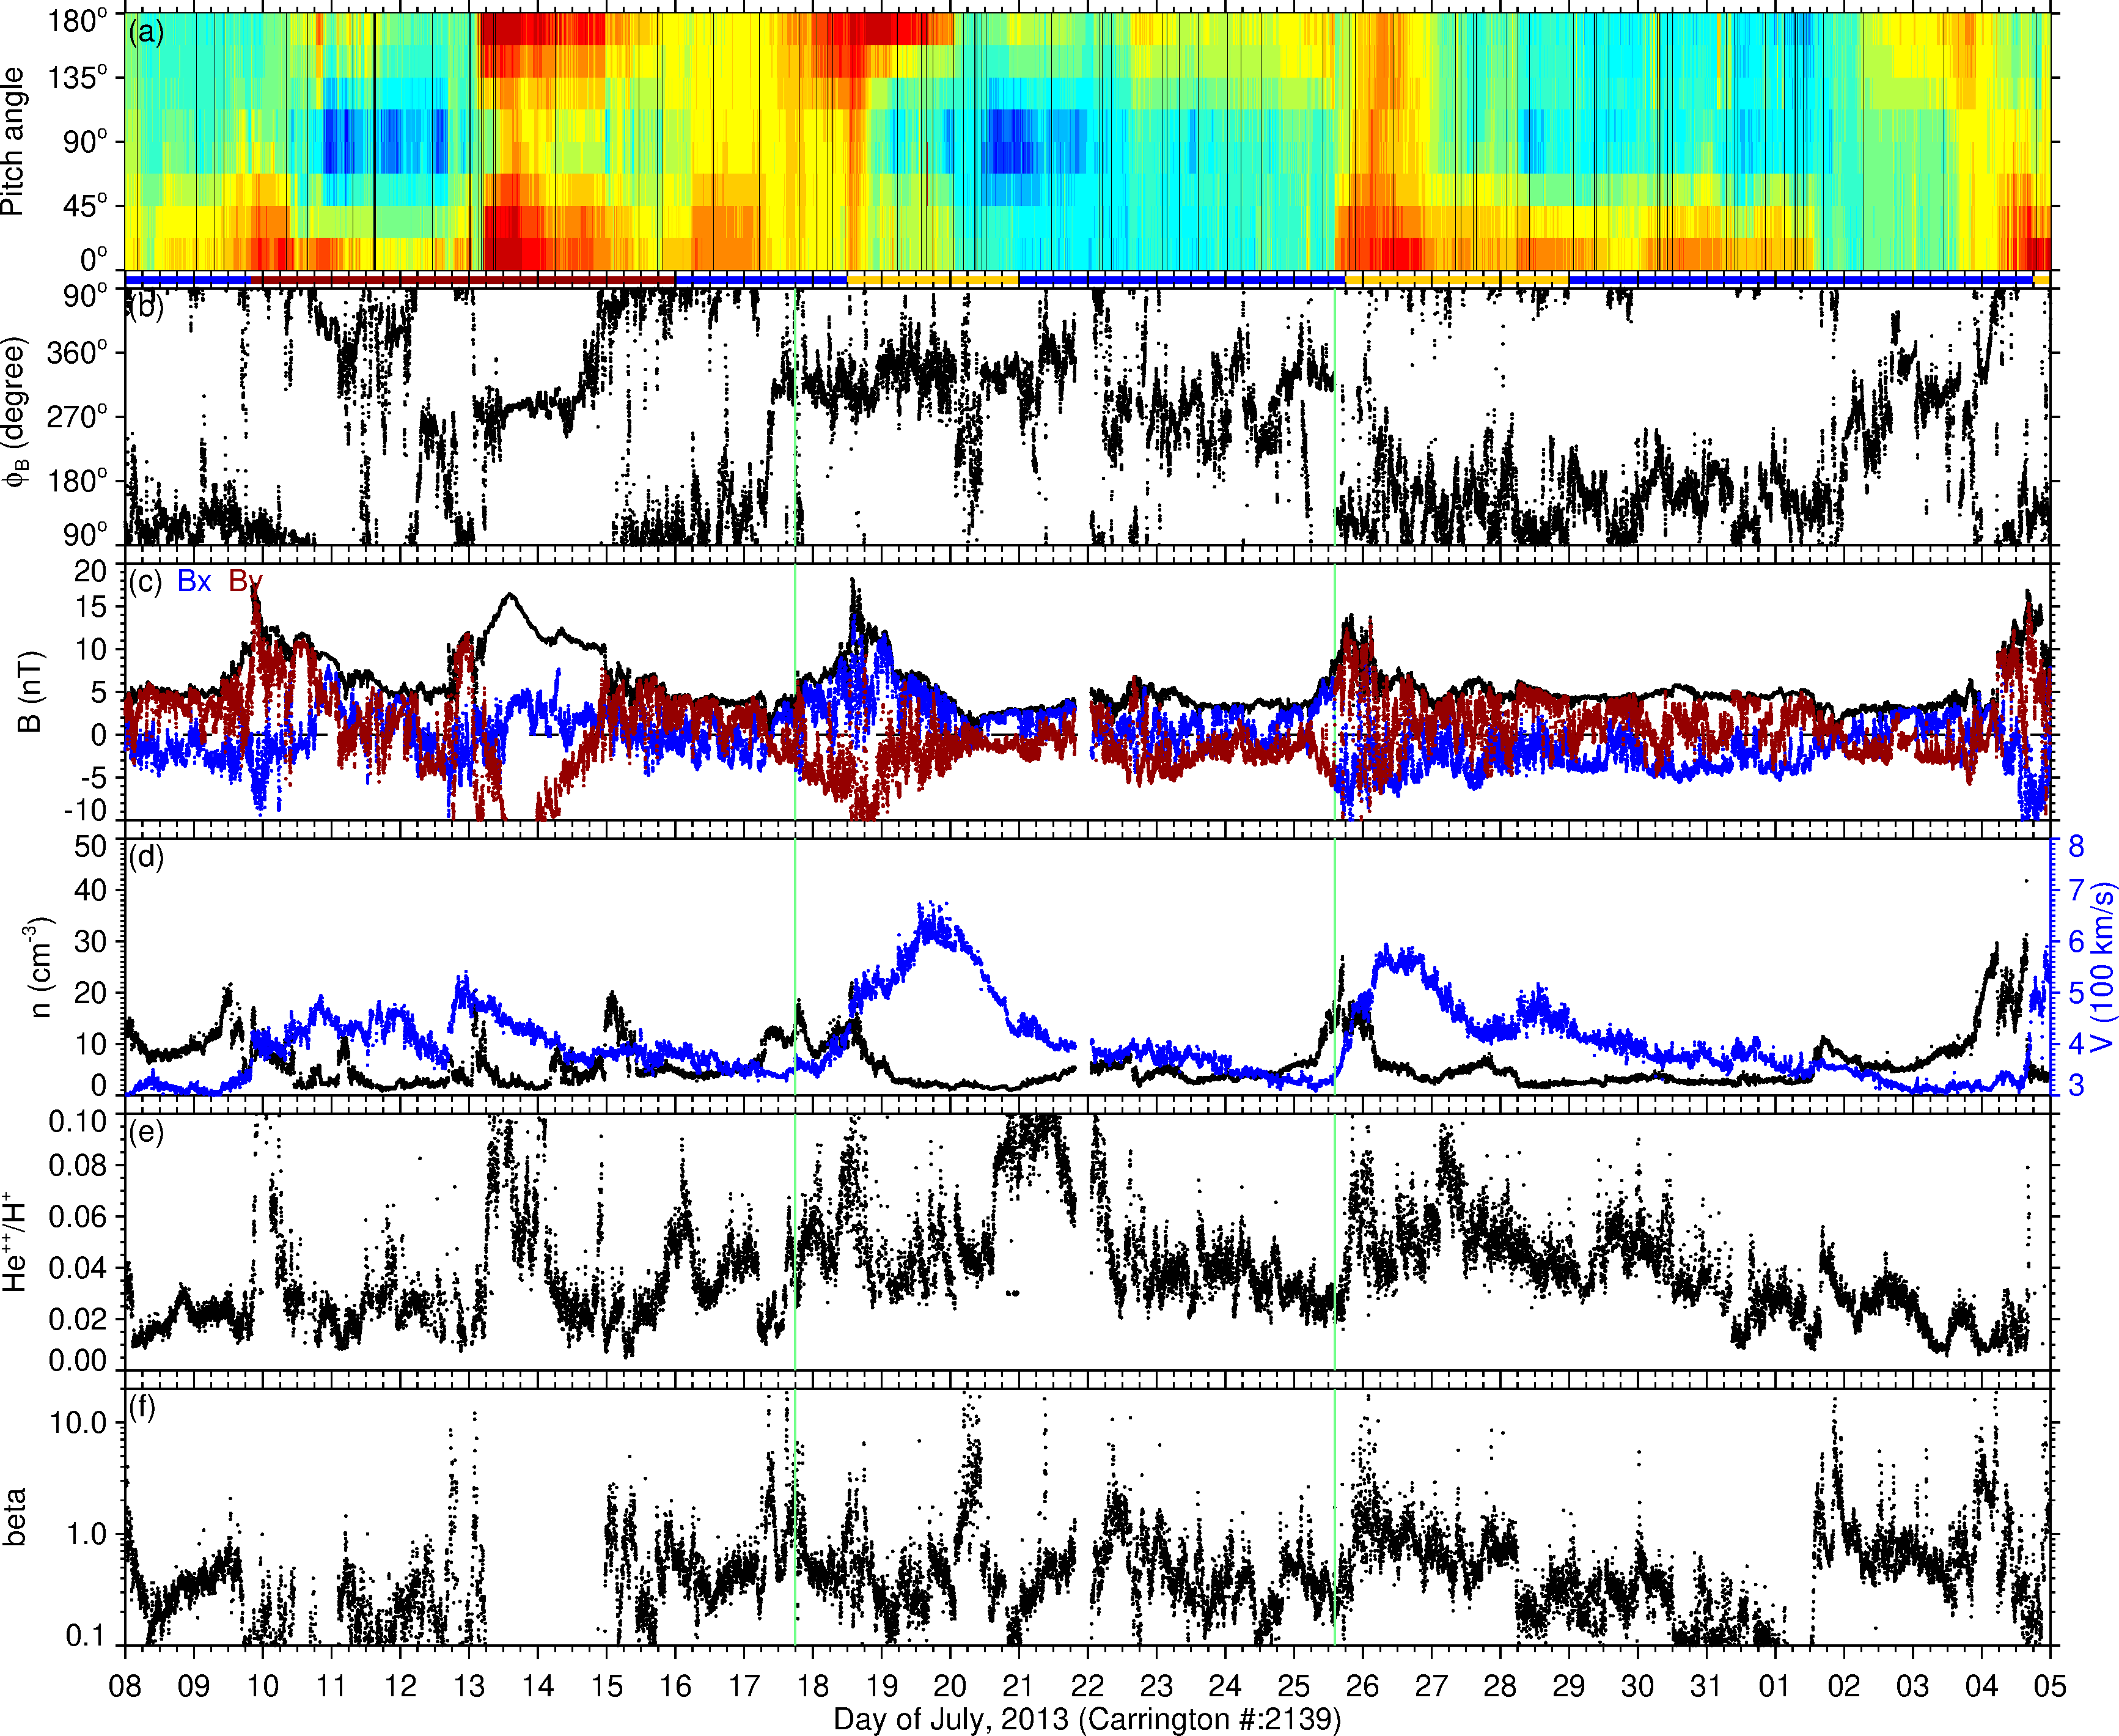 (a)
180°
135°
90°
45°
0°
Pitch angle
(b)
90°
360°
270°
180°
90°
ϕB (degree)
(c) Bx By
20
15
10
5
0
-5
-10
B (nT)
(d)
50
40
30
20
10
0
n (cm-3)
8
7
6
5
4
3
V (100 km/s)
(e)
0.10
0.08
0.06
0.04
0.02
0.00
He++/H+
(f)
10.0
1.0
0.1
beta
08 09 10 11 12 13 14 15 16 17 18 19 20 21 22 23 24 25 26 27 28 29 30 31 01 02 03 04 05
Day of July, 2013 (Carrington #:2139)